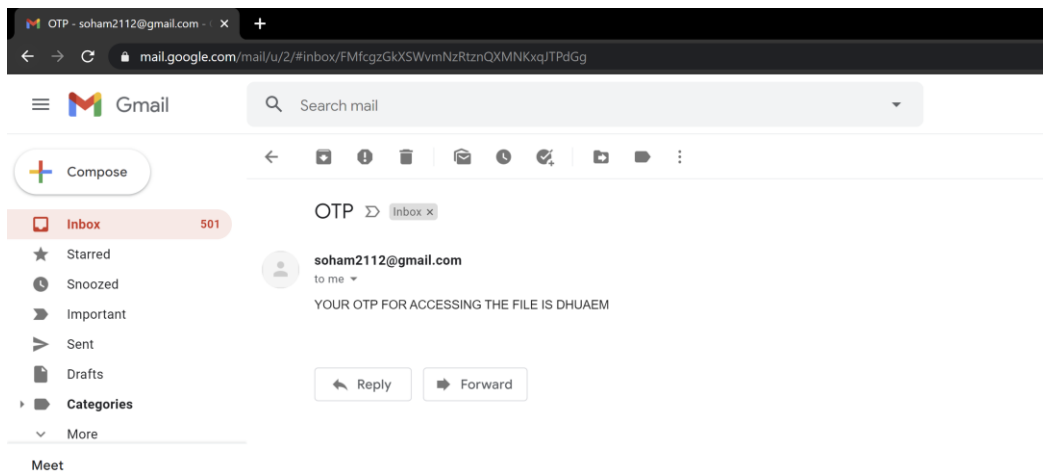 OTP - soham2112@gmail.com -
mail.google.com/mail/u/2/#inbox/FMfcgzGkXSWvmNzRtznQXMNKxqJTPdGg
Gmail
Search mail
Compose
OTP Inbox x
Inbox 501
Starred
soham2112@gmail.com
to me
Snoozed
YOUR OTP FOR ACCESSING THE FILE IS DHUAEM
Important
Sent
Drafts
Reply Forward
Categories
More
Meet